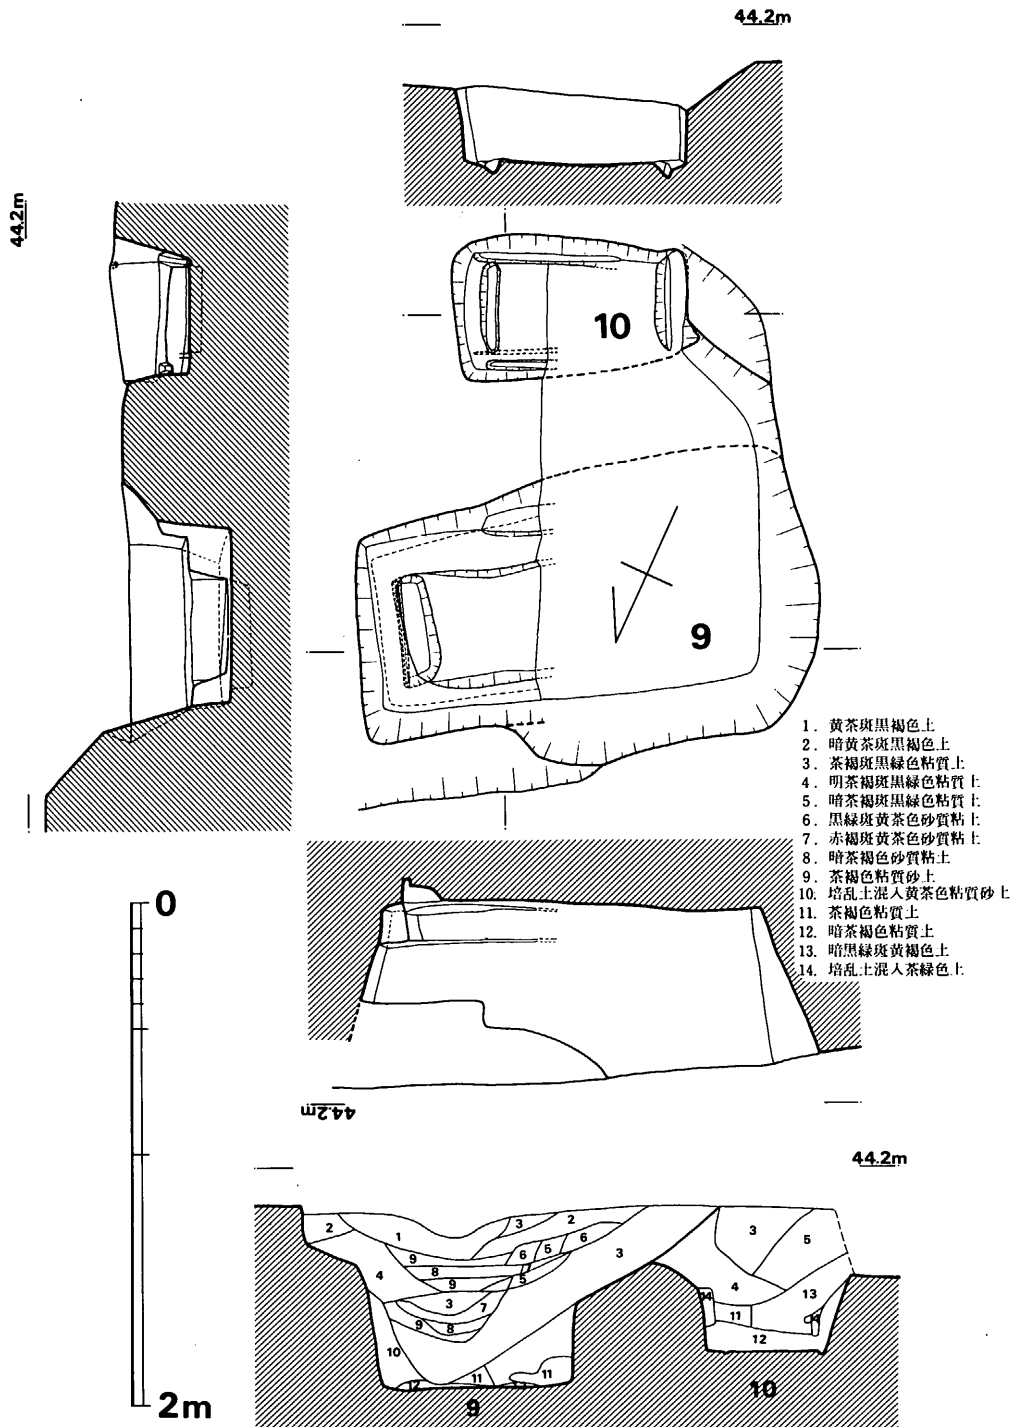 44.2m
44.2m
10
9
1. 黄茶斑黒褐色土
2. 暗黄茶斑黒褐色土
3. 茶褐斑黒緑色粘質土
4. 明茶褐斑黒緑色粘質土
5. 暗茶褐斑黒緑色粘質土
6. 黒緑斑黄茶色砂質粘土
7. 赤褐斑黄茶色砂質粘土
8. 暗茶褐色砂質粘土
9. 茶褐色粘質砂土
10. 培乱土混入黄茶色粘質砂土
11. 茶褐色粘質土
12. 暗茶褐色粘質土
13. 暗黒緑斑黄褐色土
14. 培乱土混入茶緑色土
0
2m
44.2m
44.2m
2 1 3 2 6 5 6 3 3 5
9 8 9 5 4 4 13
3 7 14 11 14
9 8 12
10 11 11
12
9 10